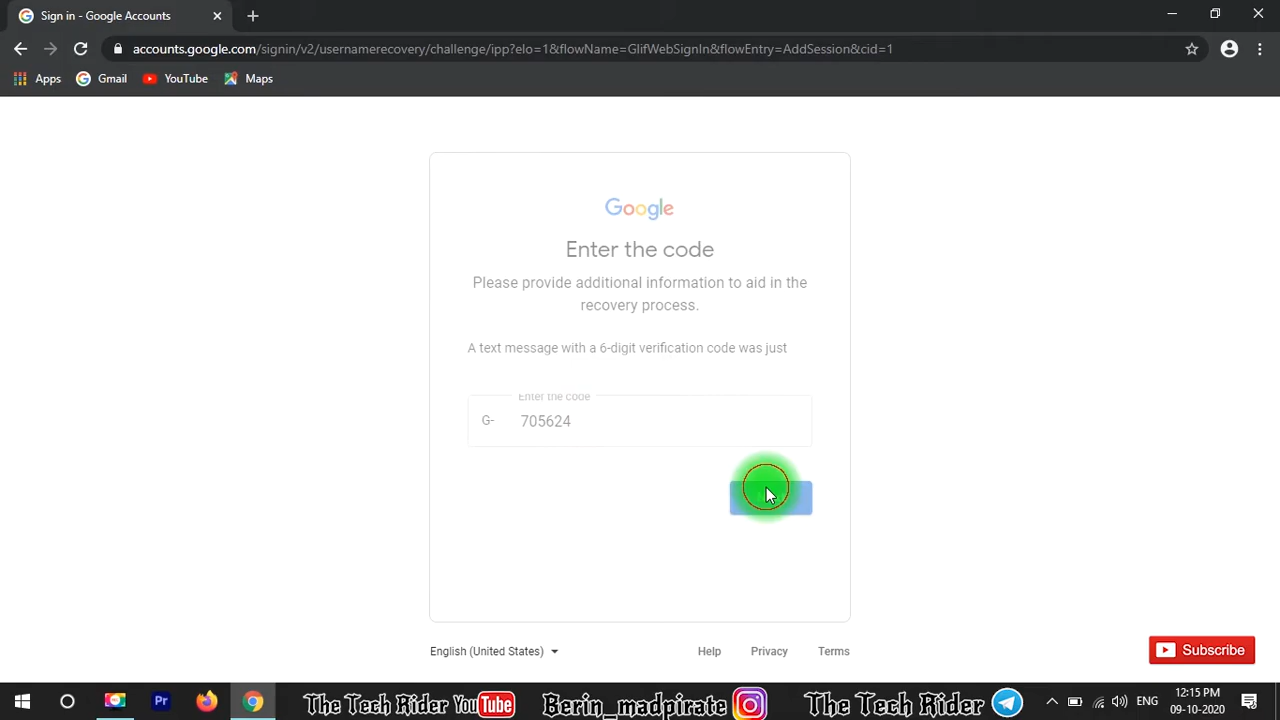 Sign in - Google Accounts
accounts.google.com/signin/v2/usernamerecovery/challenge/ipp?elo=1&flowName=GlifWebSignIn&flowEntry=AddSession&cid=1
Apps Gmail YouTube Maps
Google
Enter the code
Please provide additional information to aid in the
recovery process.
A text message with a 6-digit verification code was just
Enter the code
G- 705624
English (United States) Help Privacy Terms
Subscribe
Pr The Tech Rider YouTube Berin_madpirate The Tech Rider ENG 12:15 PM
09-10-2020